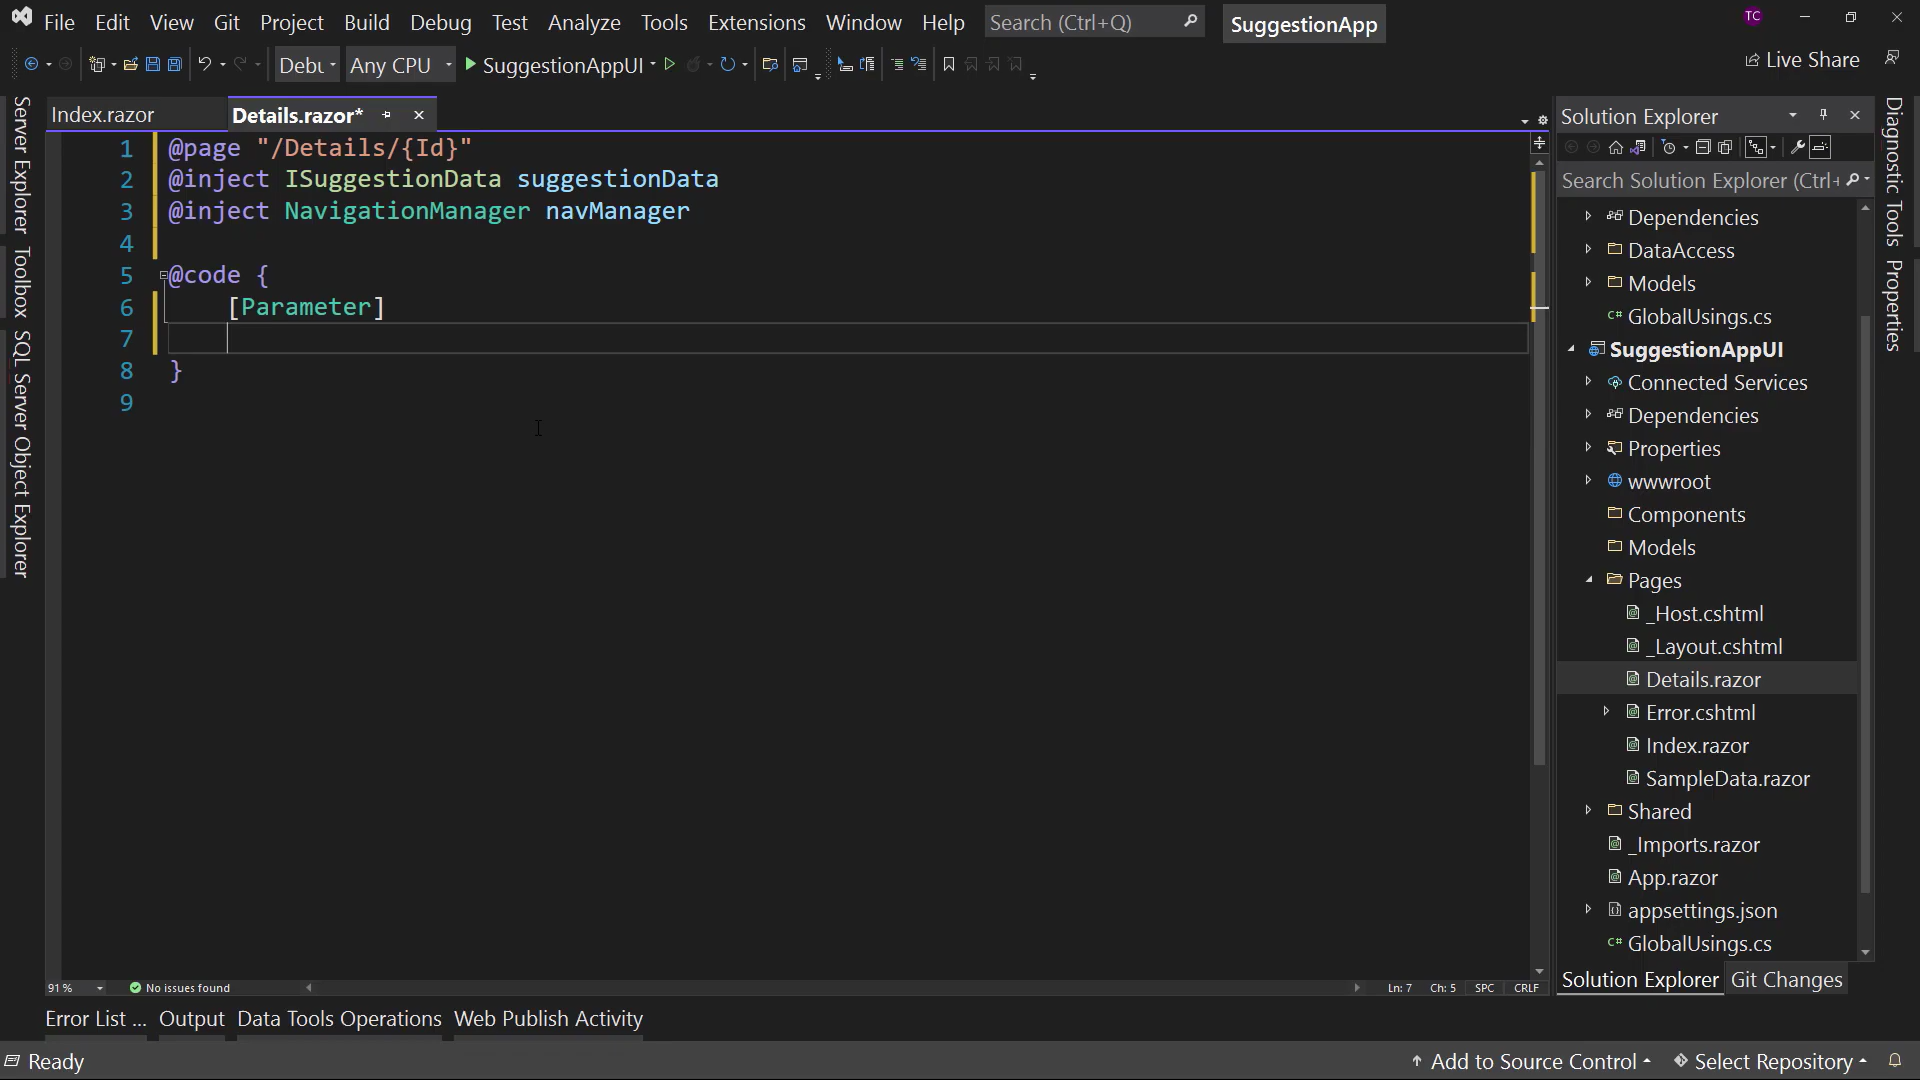 File Edit View Git Project Build Debug Test Analyze Tools Extensions Window Help Search (Ctrl+Q) SuggestionApp TC
Debu Any CPU SuggestionAppUI Live Share
Index.razor Details.razor*
1 @page "/Details/{Id}"
2 @inject ISuggestionData suggestionData
3 @inject NavigationManager navManager
4
5 @code {
6 [Parameter]
7
8 }
9
Server Explorer
Toolbox
SQL Server Object Explorer
Solution Explorer
Search Solution Explorer (Ctrl+
Dependencies
DataAccess
Models
C# GlobalUsings.cs
SuggestionAppUI
Connected Services
Dependencies
Properties
wwwroot
Components
Models
Pages
_Host.cshtml
_Layout.cshtml
Details.razor
Error.cshtml
Index.razor
SampleData.razor
Shared
_Imports.razor
App.razor
appsettings.json
C# GlobalUsings.cs
Solution Explorer Git Changes
Diagnostic Tools
Properties
91 % No issues found Ln: 7 Ch: 5 SPC CRLF
Error List ... Output Data Tools Operations Web Publish Activity
Ready Add to Source Control Select Repository